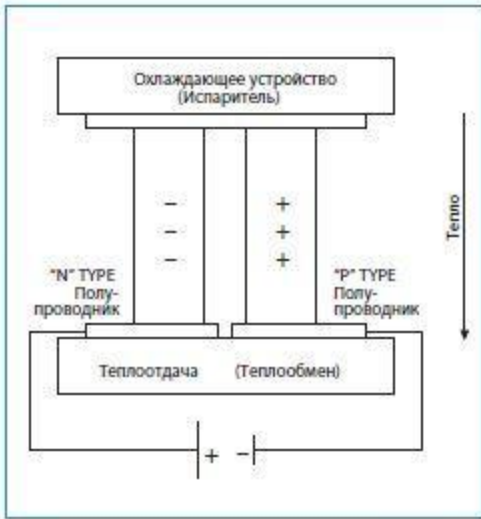 Охлаждающее устройство
(Испаритель)
− +
− +
− +
Тепло
"N" TYPE
Полу-
проводник
"P" TYPE
Полу-
проводник
Теплоотдача (Теплообмен)
+ −